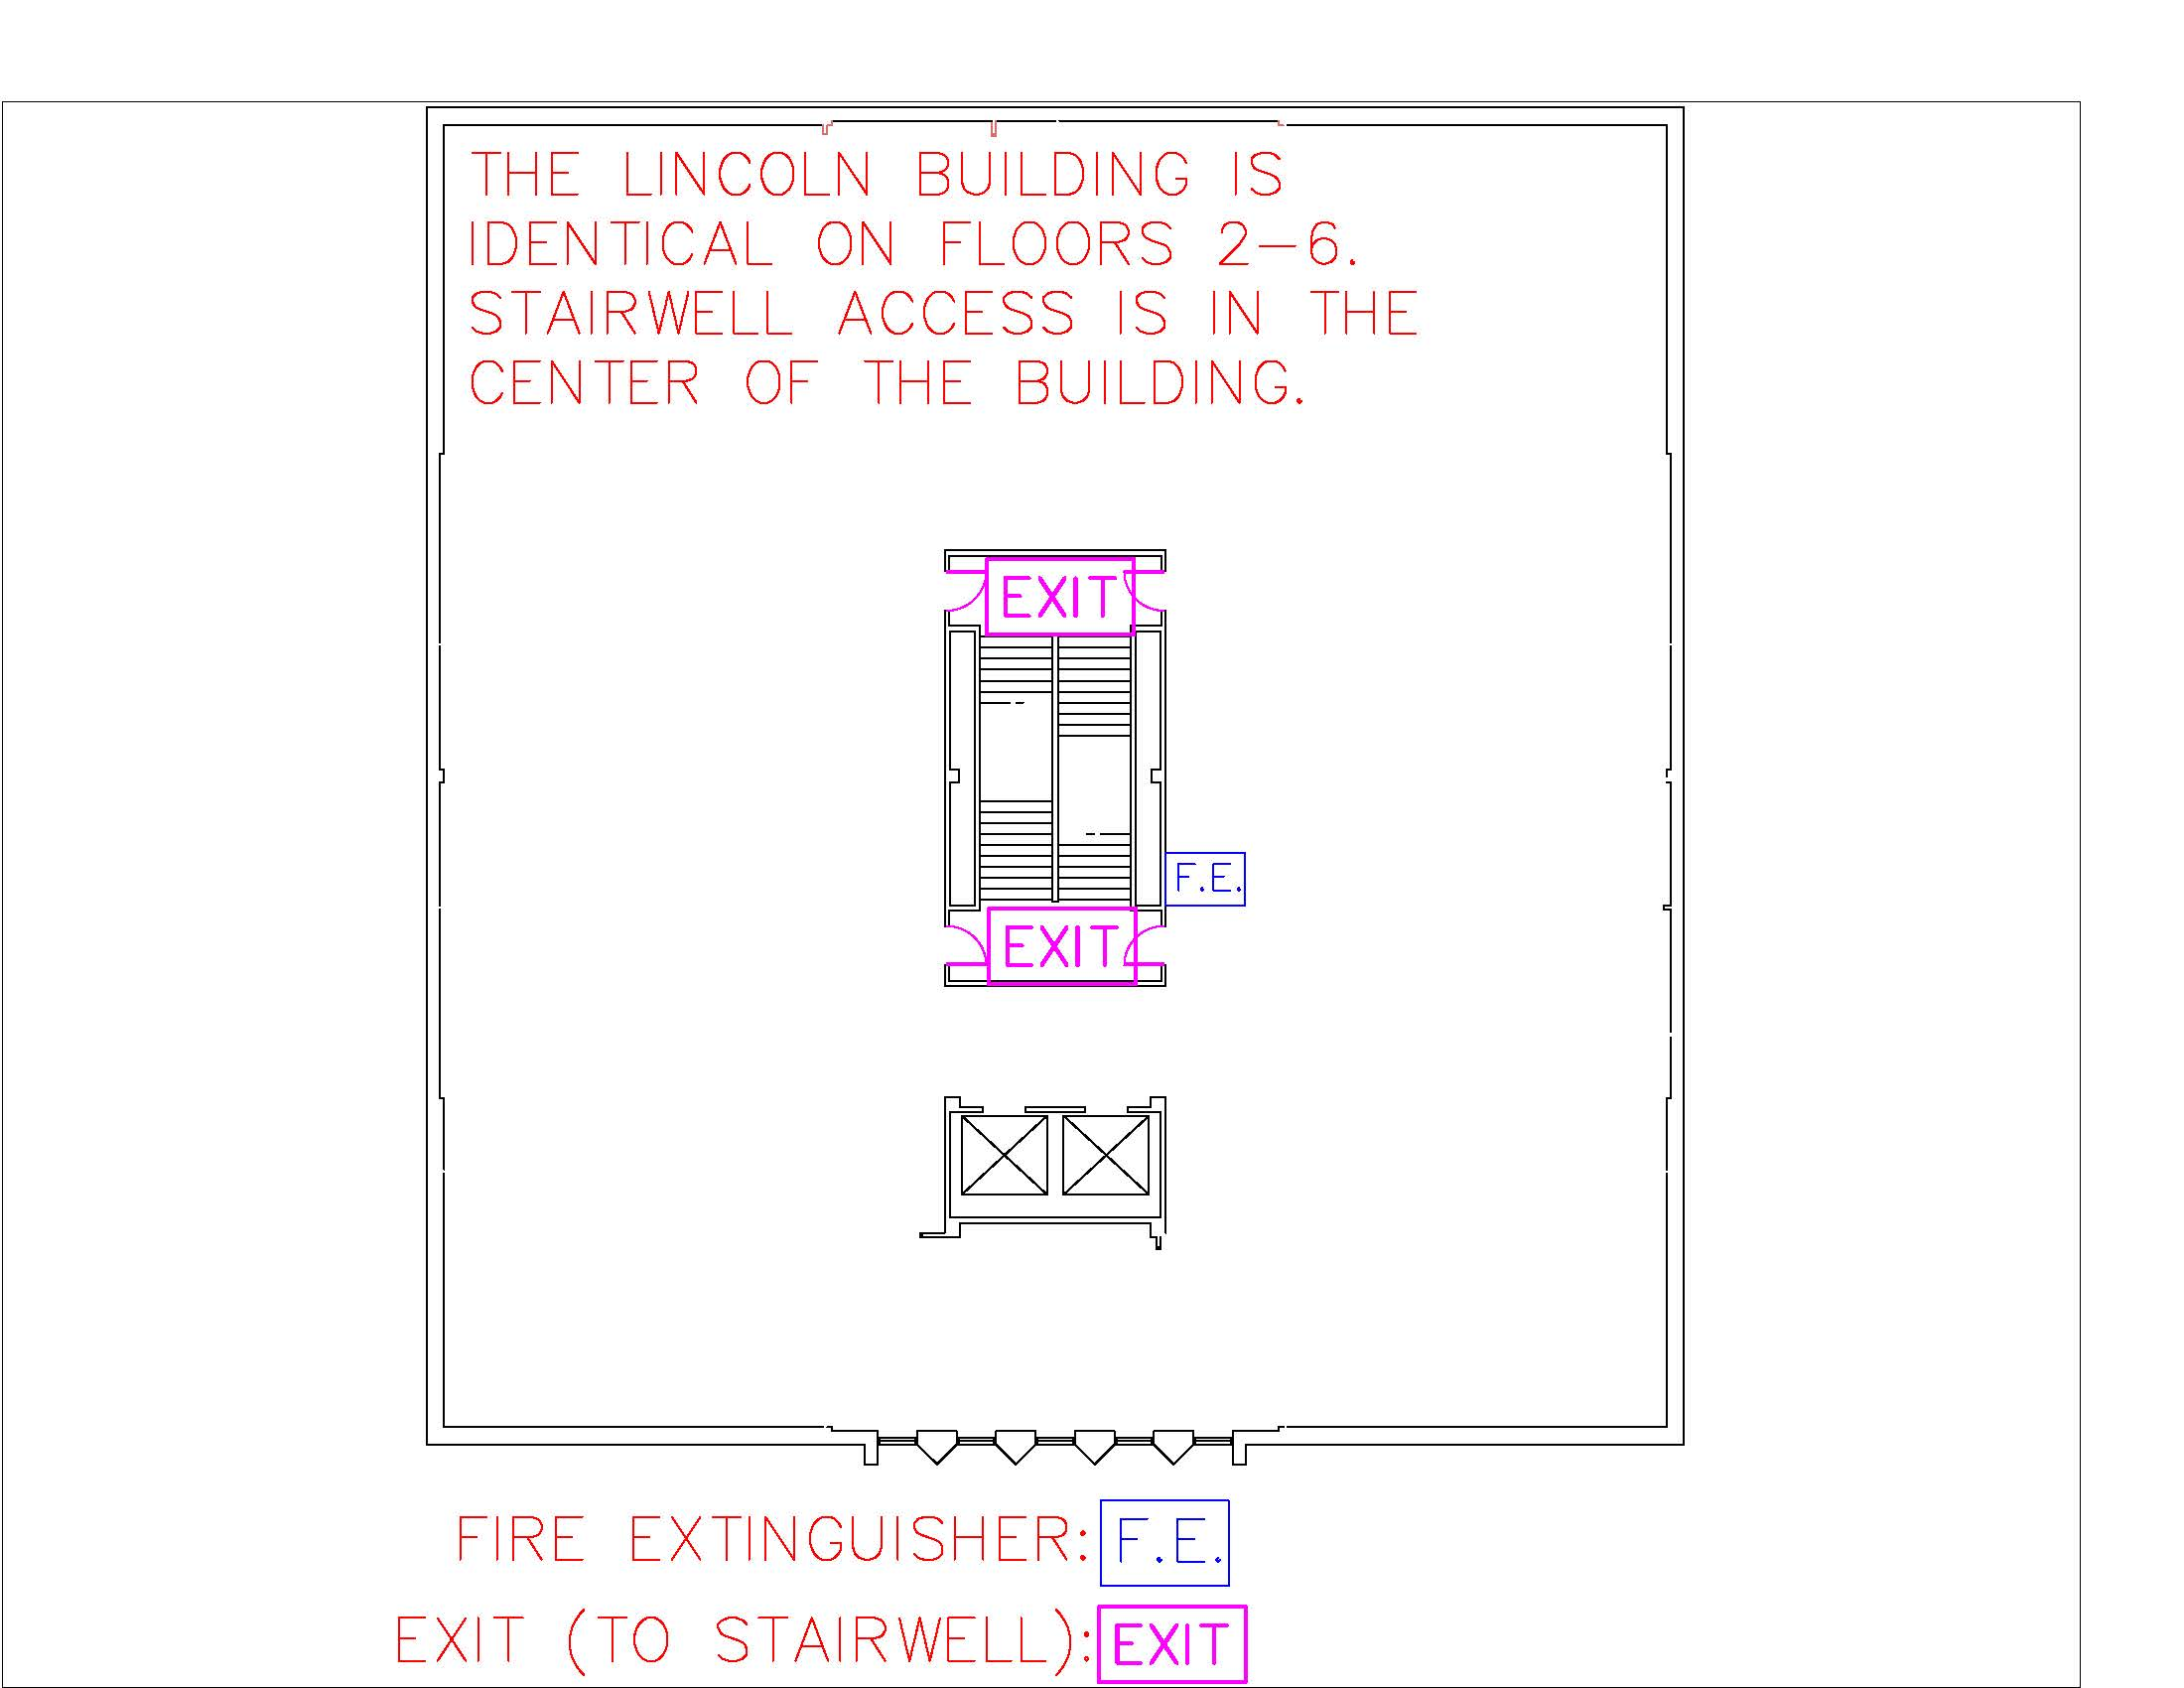 THE LINCOLN BUILDING IS
IDENTICAL ON FLOORS 2-6.
STAIRWELL ACCESS IS IN THE
CENTER OF THE BUILDING.
EXIT
F.E.
EXIT
FIRE EXTINGUISHER: F.E.
EXIT (TO STAIRWELL): EXIT